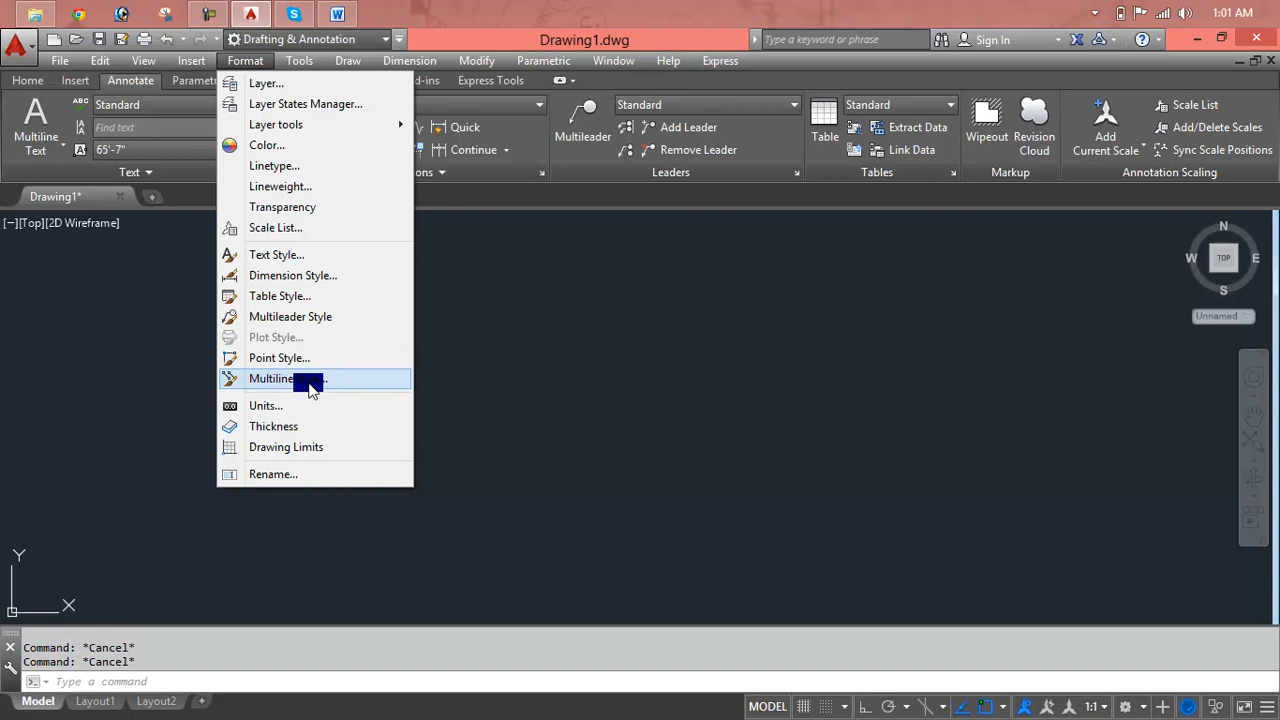 1:01 AM
Drafting & Annotation
Drawing1.dwg
Type a keyword or phrase
Sign In
File Edit View Insert Format Tools Draw Dimension Modify Parametric Window Help Express
Home Insert Annotate Paramet
d-ins Express Tools
Multiline Text
ABC
Standard
Find text
65'-7"
Text
Quick
Continue
ons
Multileader
Standard
Add Leader
Remove Leader
Leaders
Table
Standard
Extract Data
Link Data
Tables
Wipeout
Revision Cloud
Markup
Add Current Scale
Scale List
Add/Delete Scales
Sync Scale Positions
Annotation Scaling
Drawing1*
[−][Top][2D Wireframe]
Layer...
Layer States Manager...
Layer tools
Color...
Linetype...
Lineweight...
Transparency
Scale List...
Text Style...
Dimension Style...
Table Style...
Multileader Style
Plot Style...
Point Style...
Multiline
Units...
Thickness
Drawing Limits
Rename...
N
W TOP E
S
Unnamed
Y
X
Command: *Cancel*
Command: *Cancel*
Type a command
Model Layout1 Layout2
MODEL
1:1